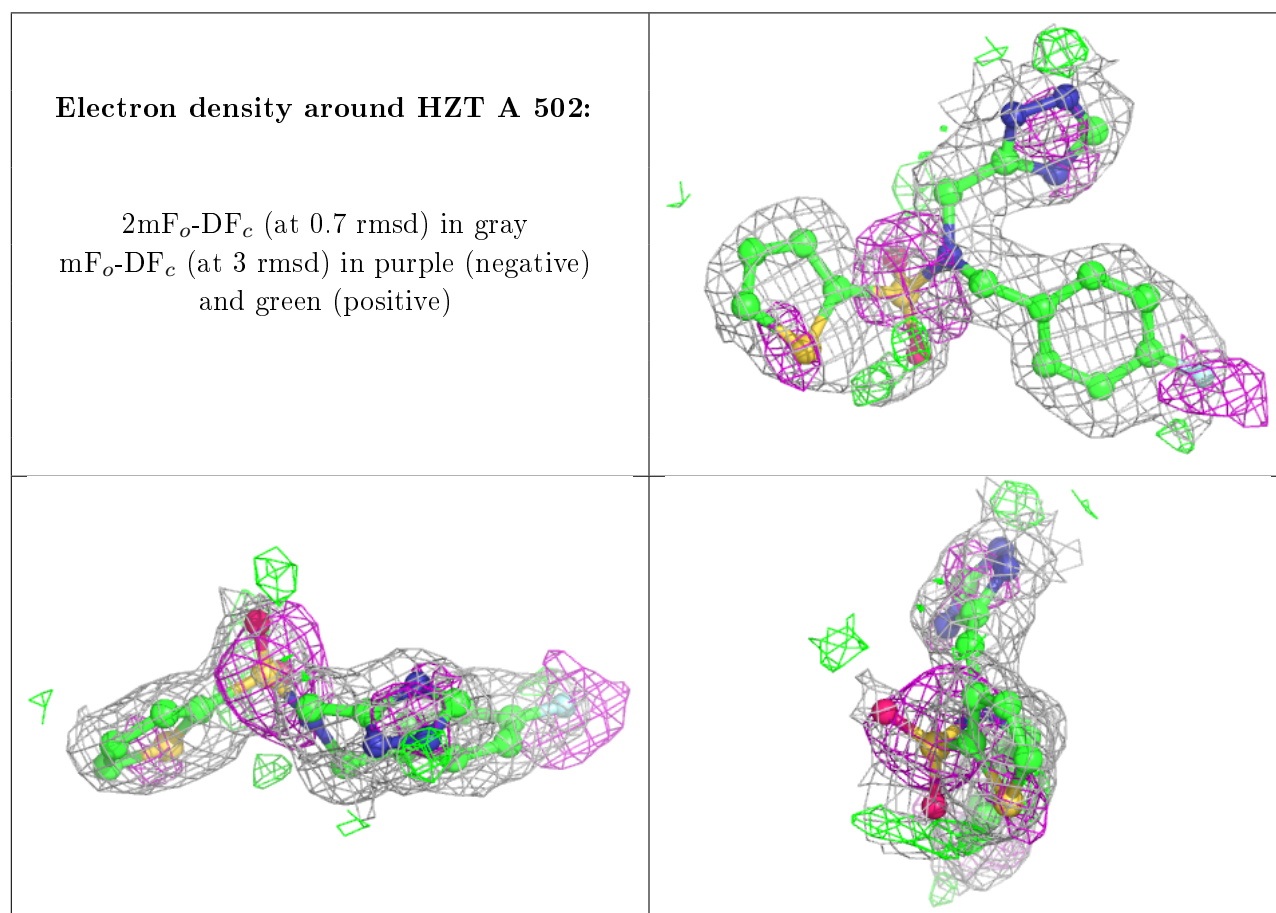 Electron density around HZT A 502:
2mFo-DFc (at 0.7 rmsd) in gray
mFo-DFc (at 3 rmsd) in purple (negative)
and green (positive)